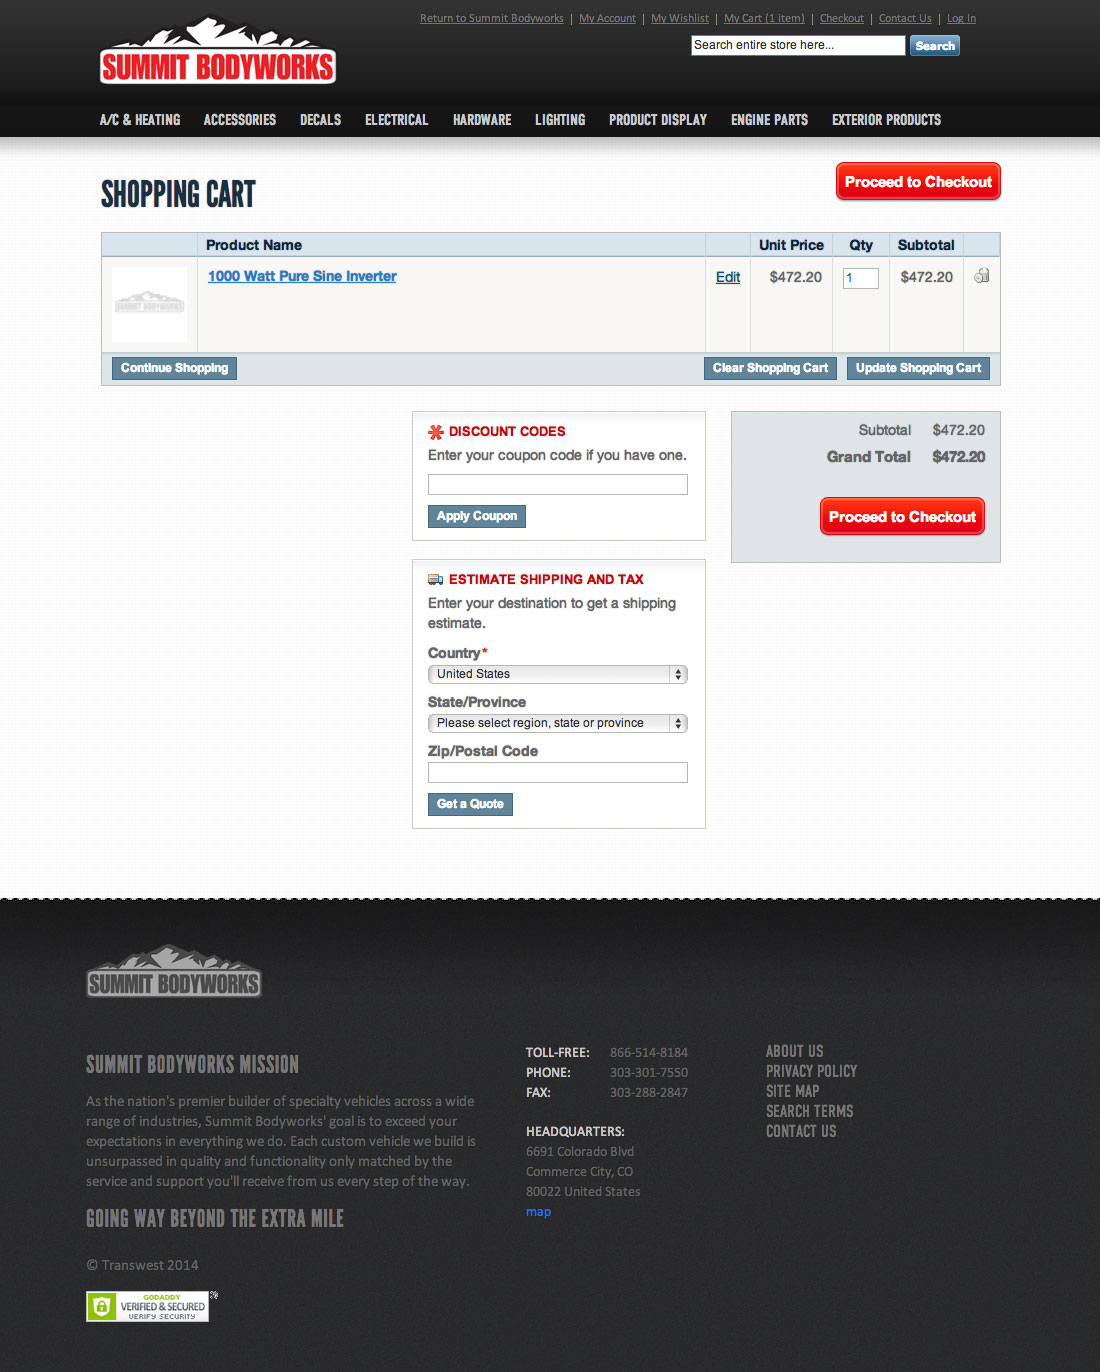 Return to Summit Bodyworks | My Account | My Wishlist | My Cart (1 item) | Checkout | Contact Us | Log In
SUMMIT BODYWORKS
Search entire store here... Search
A/C & HEATING ACCESSORIES DECALS ELECTRICAL HARDWARE LIGHTING PRODUCT DISPLAY ENGINE PARTS EXTERIOR PRODUCTS
SHOPPING CART
Proceed to Checkout
Product Name Unit Price Qty Subtotal
1000 Watt Pure Sine Inverter Edit $472.20 1 $472.20
SUMMIT BODYWORKS
Continue Shopping Clear Shopping Cart Update Shopping Cart
DISCOUNT CODES
Enter your coupon code if you have one.
Apply Coupon
Subtotal $472.20
Grand Total $472.20
Proceed to Checkout
ESTIMATE SHIPPING AND TAX
Enter your destination to get a shipping
estimate.
Country*
United States
State/Province
Please select region, state or province
Zip/Postal Code
Get a Quote
SUMMIT BODYWORKS
SUMMIT BODYWORKS MISSION
As the nation's premier builder of specialty vehicles across a wide
range of industries, Summit Bodyworks' goal is to exceed your
expectations in everything we do. Each custom vehicle we build is
unsurpassed in quality and functionality only matched by the
service and support you'll receive from us every step of the way.
GOING WAY BEYOND THE EXTRA MILE
© Transwest 2014
GODADDY
VERIFIED & SECURED
VERIFY SECURITY
TOLL-FREE: 866-514-8184
PHONE: 303-301-7550
FAX: 303-288-2847
HEADQUARTERS:
6691 Colorado Blvd
Commerce City, CO
80022 United States
map
ABOUT US
PRIVACY POLICY
SITE MAP
SEARCH TERMS
CONTACT US